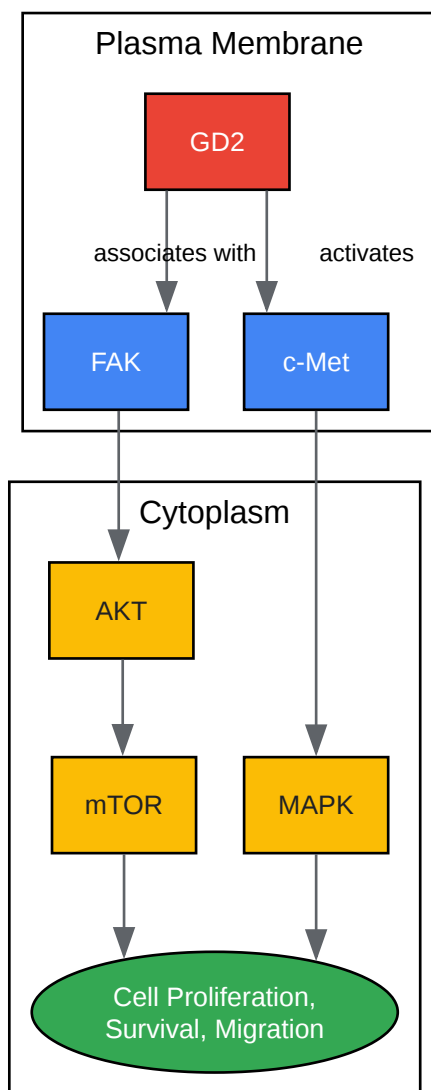 Plasma Membrane
GD2
associates with
activates
FAK
c-Met
Cytoplasm
AKT
mTOR
MAPK
Cell Proliferation,
Survival, Migration